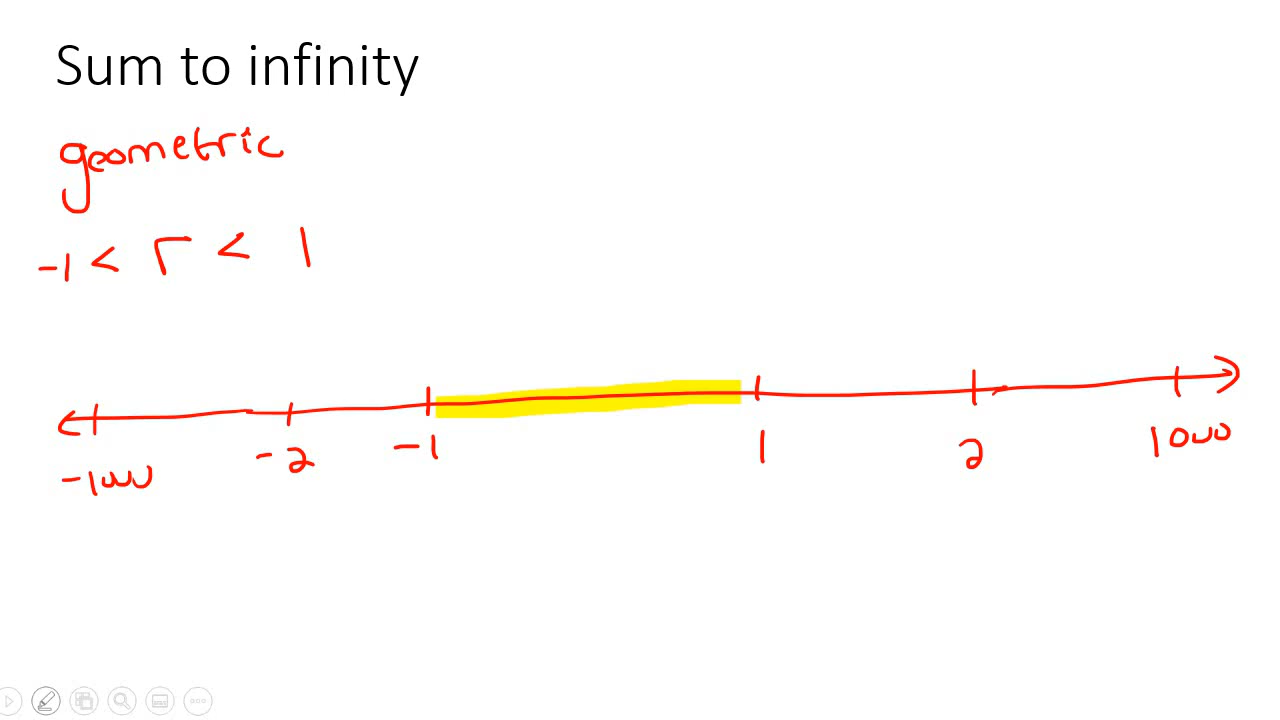 Sum to infinity
geometric
-1 < r < 1
-1000 -2 -1 1 2 1000